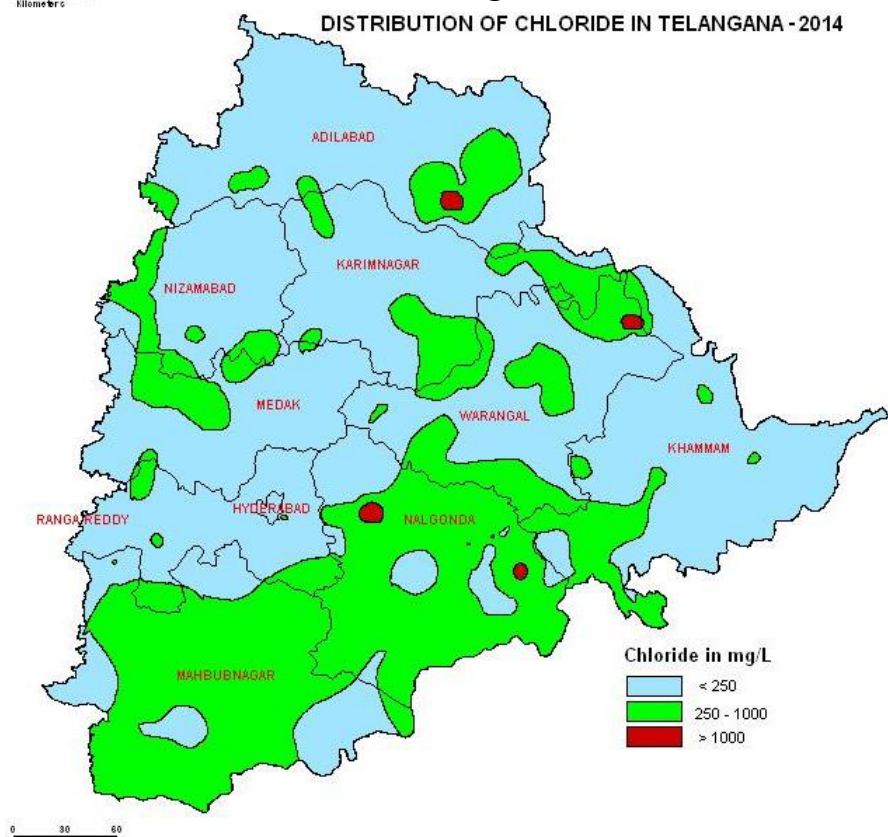 Kilometers
DISTRIBUTION OF CHLORIDE IN TELANGANA - 2014
ADILABAD
KARIMNAGAR
NIZAMABAD
MEDAK
WARANGAL
KHAMMAM
HYDERABAD
RANGA REDDY
NALGONDA
MAHBUBNAGAR
Chloride in mg/L
< 250
250 - 1000
> 1000
0 30 60